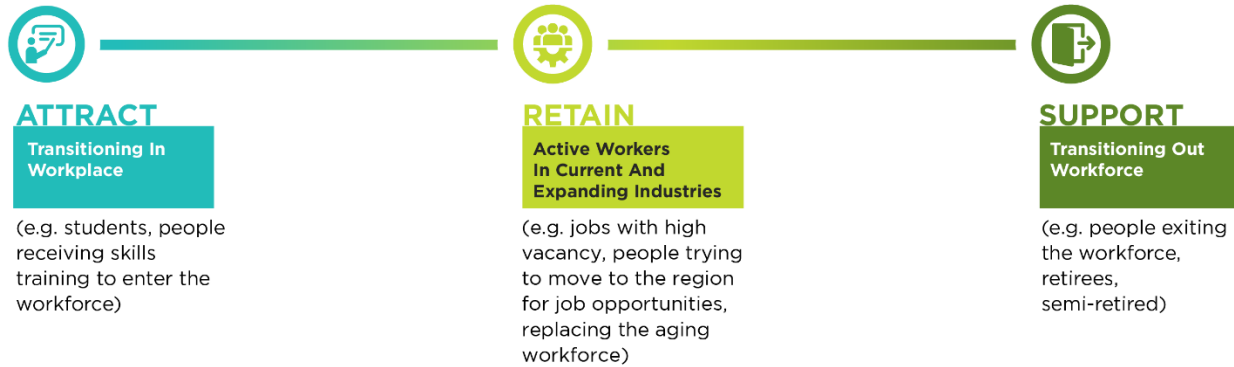 ATTRACT
Transitioning In
Workplace
(e.g. students, people
receiving skills
training to enter the
workforce)
RETAIN
Active Workers
In Current And
Expanding Industries
(e.g. jobs with high
vacancy, people trying
to move to the region
for job opportunities,
replacing the aging
workforce)
SUPPORT
Transitioning Out
Workforce
(e.g. people exiting
the workforce,
retirees,
semi-retired)